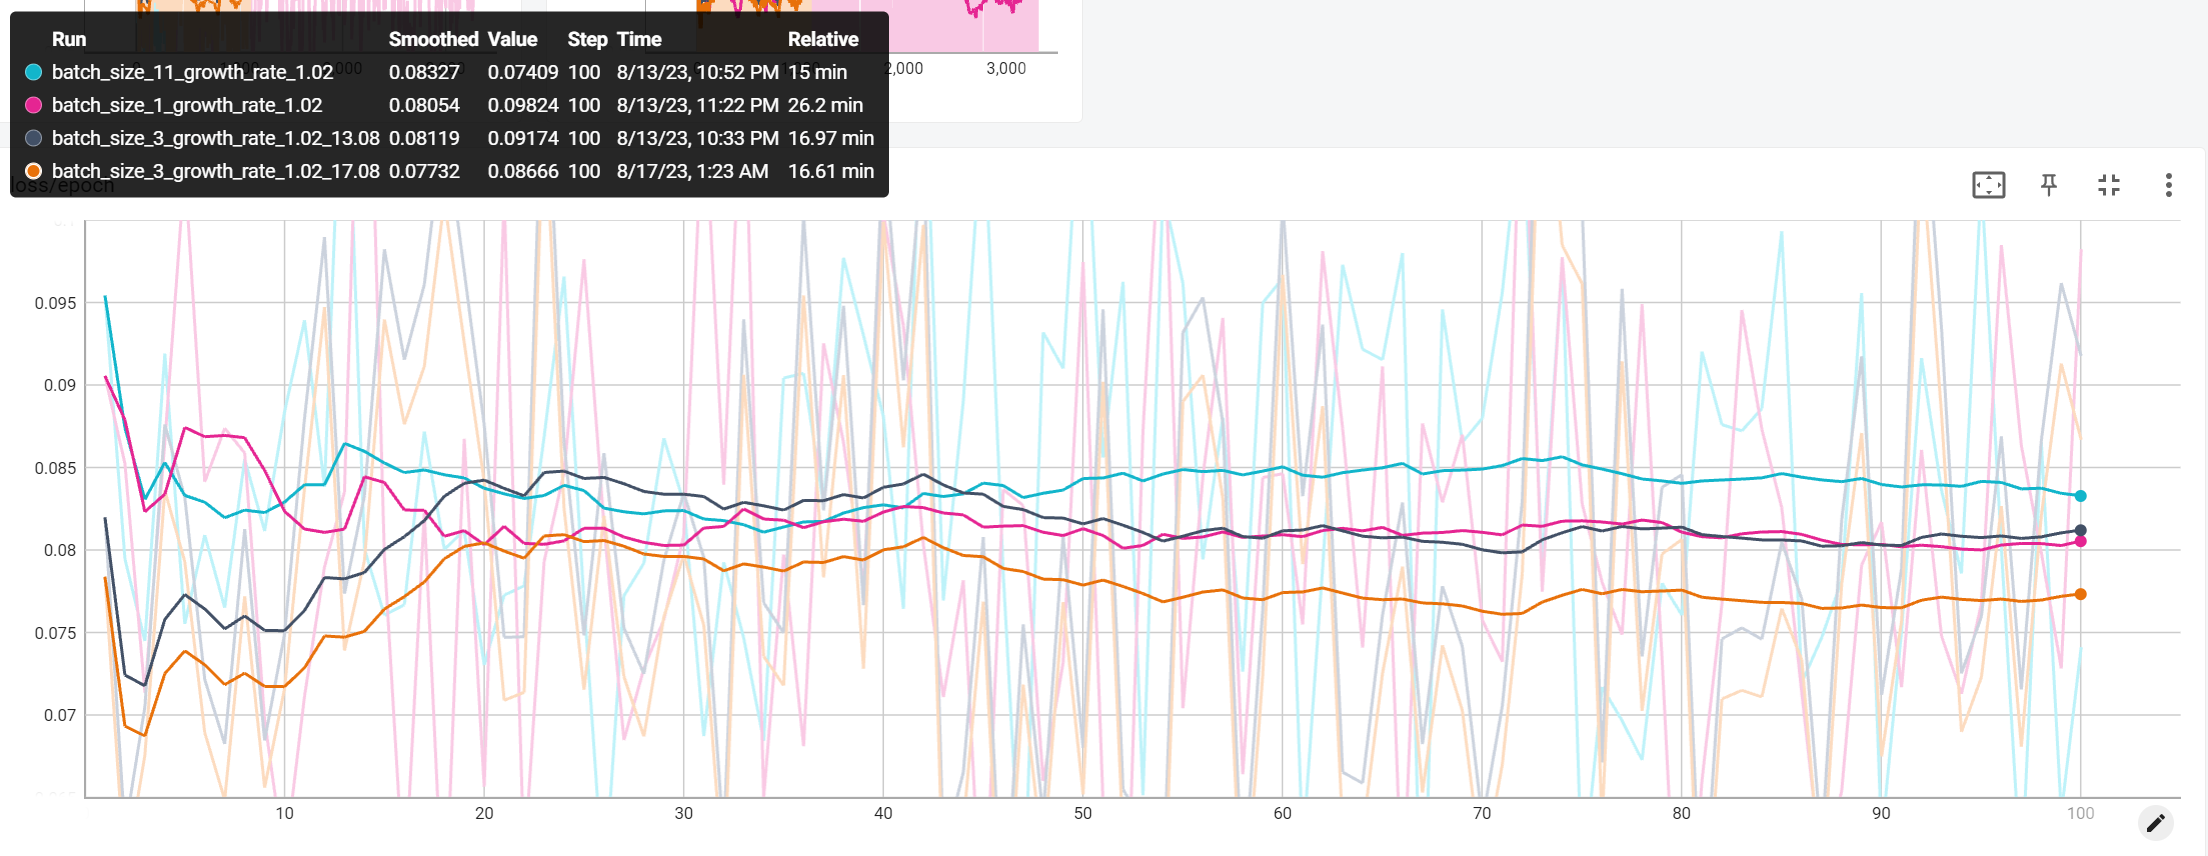 Run Smoothed Value Step Time Relative
batch_size_11_growth_rate_1.02 0.08327 0.07409 100 8/13/23, 10:52 PM 15 min
batch_size_1_growth_rate_1.02 0.08054 0.09824 100 8/13/23, 11:22 PM 26.2 min
batch_size_3_growth_rate_1.02_13.08 0.08119 0.09174 100 8/13/23, 10:33 PM 16.97 min
batch_size_3_growth_rate_1.02_17.08 0.07732 0.08666 100 8/17/23, 1:23 AM 16.61 min
2,000 3,000
loss/epoch
0.095
0.09
0.085
0.08
0.075
0.07
10 20 30 40 50 60 70 80 90 100